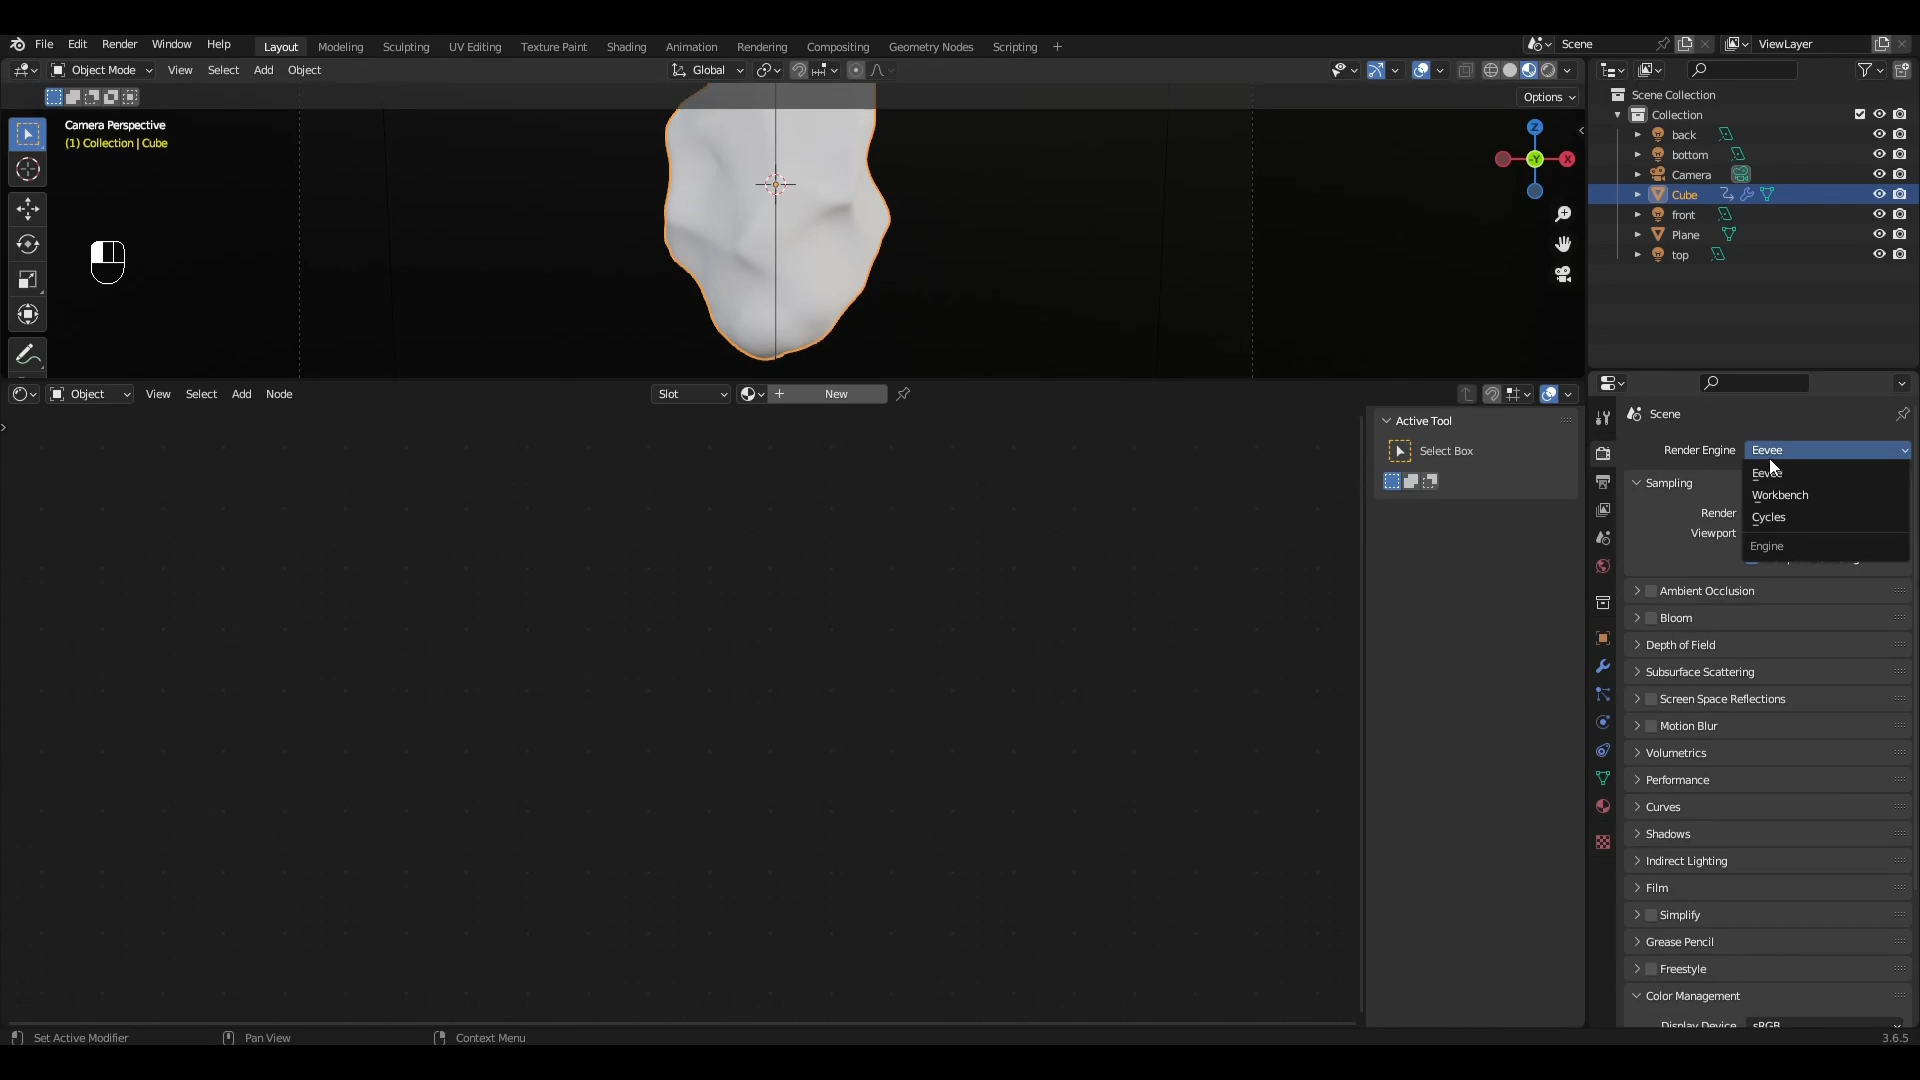 File Edit Render Window Help Layout Modeling Sculpting UV Editing Texture Paint Shading Animation Rendering Compositing Geometry Nodes Scripting + Scene ViewLayer
Object Mode View Select Add Object Global
Options
Camera Perspective
(1) Collection | Cube
Z
-Y
X
Scene Collection
Collection
back
bottom
Camera
Cube
front
Plane
top
Object View Select Add Node Slot New
Active Tool
Select Box
Scene
Render Engine Eevee
Eevee
Workbench
Cycles
Engine
Sampling
Render
Viewport
Ambient Occlusion
Bloom
Depth of Field
Subsurface Scattering
Screen Space Reflections
Motion Blur
Volumetrics
Performance
Curves
Shadows
Indirect Lighting
Film
Simplify
Grease Pencil
Freestyle
Color Management
Display Device sRGB
Set Active Modifier Pan View Context Menu 3.6.5